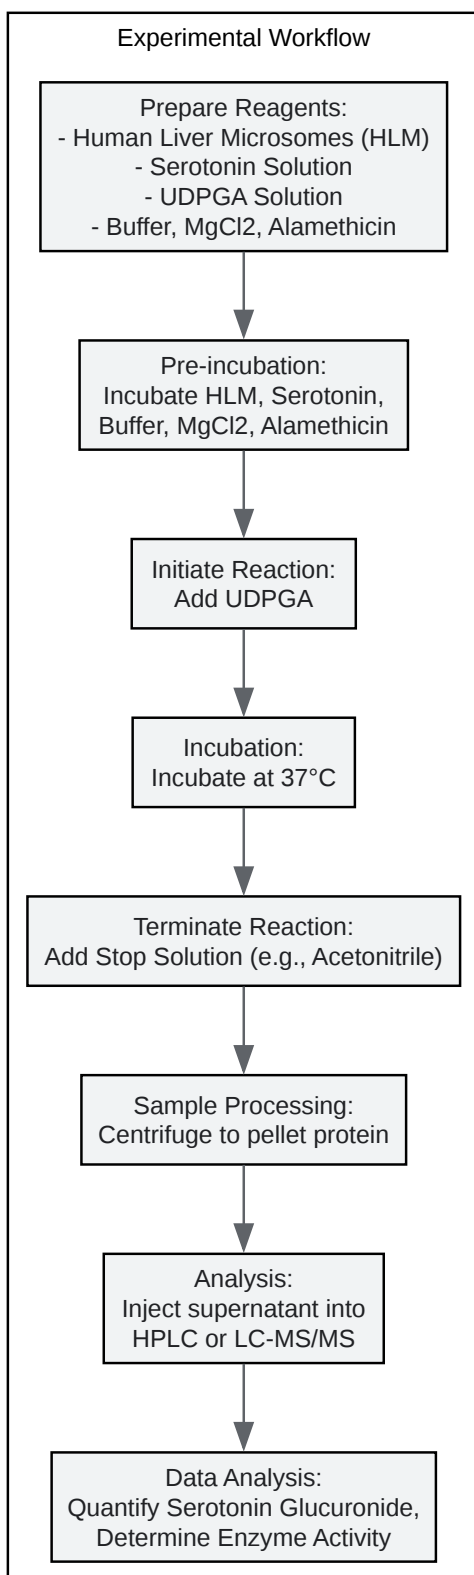 Experimental Workflow
Prepare Reagents:
- Human Liver Microsomes (HLM)
- Serotonin Solution
- UDPGA Solution
- Buffer, MgCl2, Alamethicin
Pre-incubation:
Incubate HLM, Serotonin,
Buffer, MgCl2, Alamethicin
Initiate Reaction:
Add UDPGA
Incubation:
Incubate at 37°C
Terminate Reaction:
Add Stop Solution (e.g., Acetonitrile)
Sample Processing:
Centrifuge to pellet protein
Analysis:
Inject supernatant into
HPLC or LC-MS/MS
Data Analysis:
Quantify Serotonin Glucuronide,
Determine Enzyme Activity